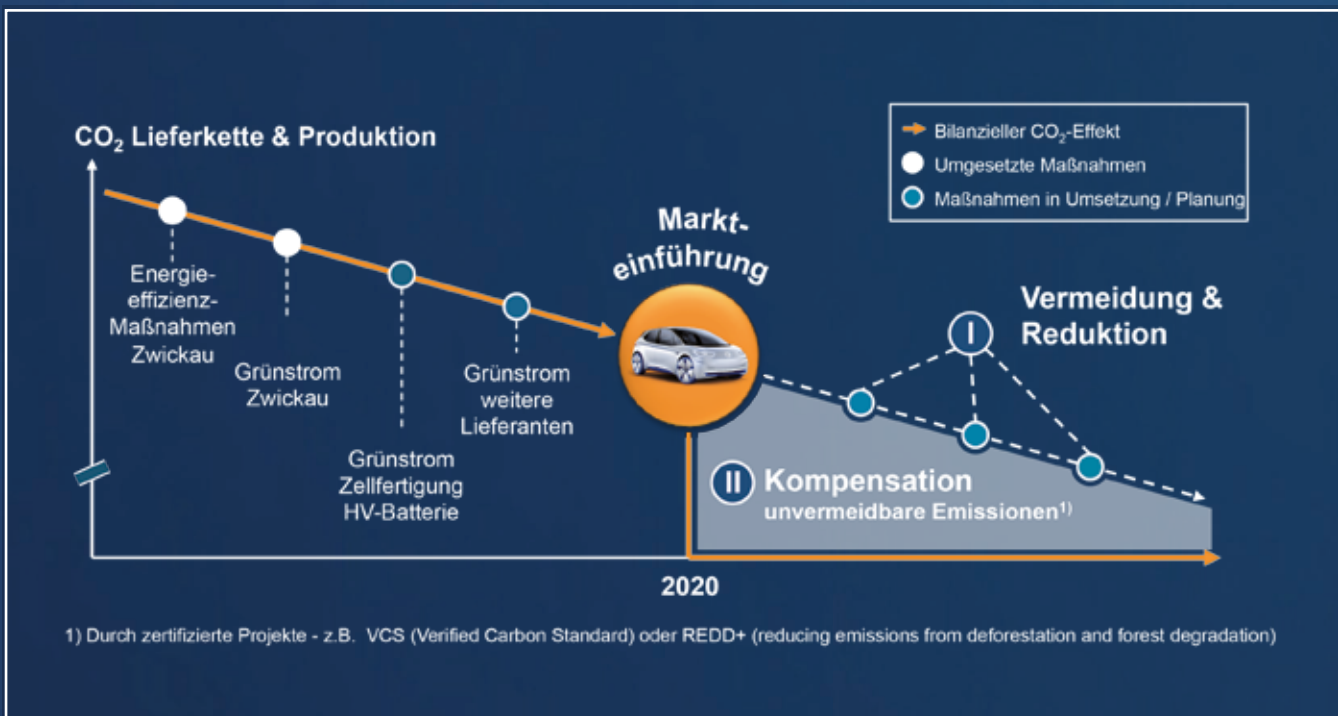 CO₂ Lieferkette & Produktion
Bilanzieller CO₂-Effekt
Umgesetzte Maßnahmen
Maßnahmen in Umsetzung / Planung
Energie-
effizienz-
Maßnahmen
Zwickau
Grünstrom
Zwickau
Grünstrom
Zellfertigung
HV-Batterie
Grünstrom
weitere
Lieferanten
Markt-
einführung
I
Vermeidung &
Reduktion
II
Kompensation
unvermeidbare Emissionen¹⁾
2020
1) Durch zertifizierte Projekte - z.B. VCS (Verified Carbon Standard) oder REDD+ (reducing emissions from deforestation and forest degradation)